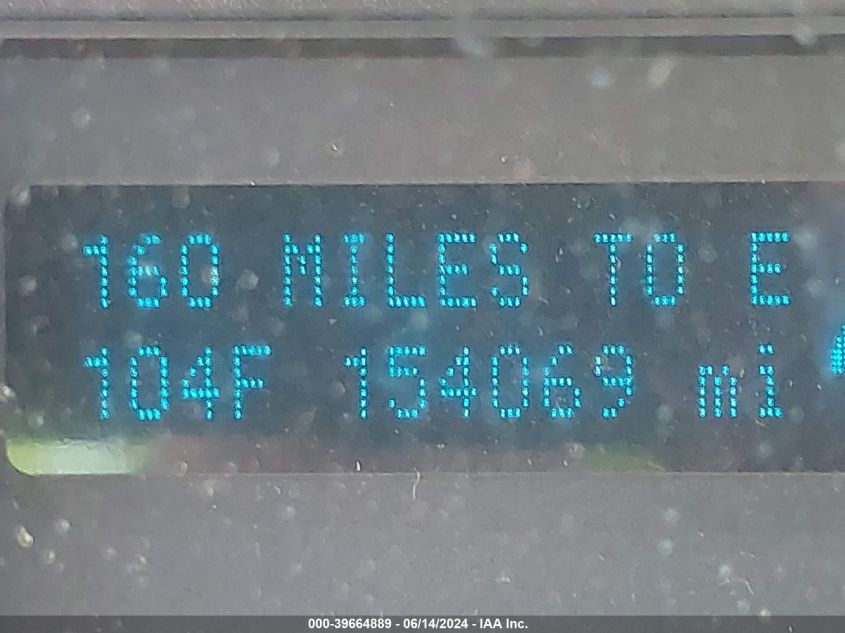 160 MILES TO E
104F 154069 mi
000-39664889 - 06/14/2024 - IAA Inc.